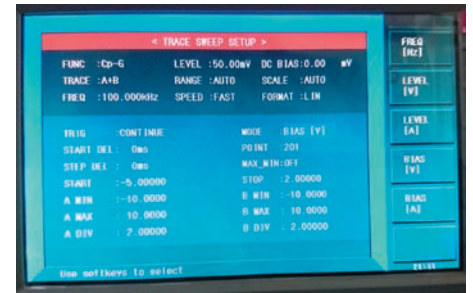 < TRACE SWEEP SETUP >
FUNC :Cp-G LEVEL :50.00mV DC BIAS:0.00 mV
TRACE :A+B RANGE :AUTO SCALE :AUTO
FREQ :100.000kHz SPEED :FAST FORMAT :LIN
TRIG :CONTINUE MODE :BIAS [V]
START DEL : 0ms POINT :201
STEP DEL : 0ms MAX_MIN:OFF
START :-5.00000 STOP :2.00000
A MIN :-10.0000 B MIN :-10.0000
A MAX : 10.0000 B MAX : 10.0000
A DIV : 2.00000 B DIV : 2.00000
Use softkeys to select
FREQ
[Hz]
LEVEL
[V]
LEVEL
[A]
BIAS
[V]
BIAS
[A]